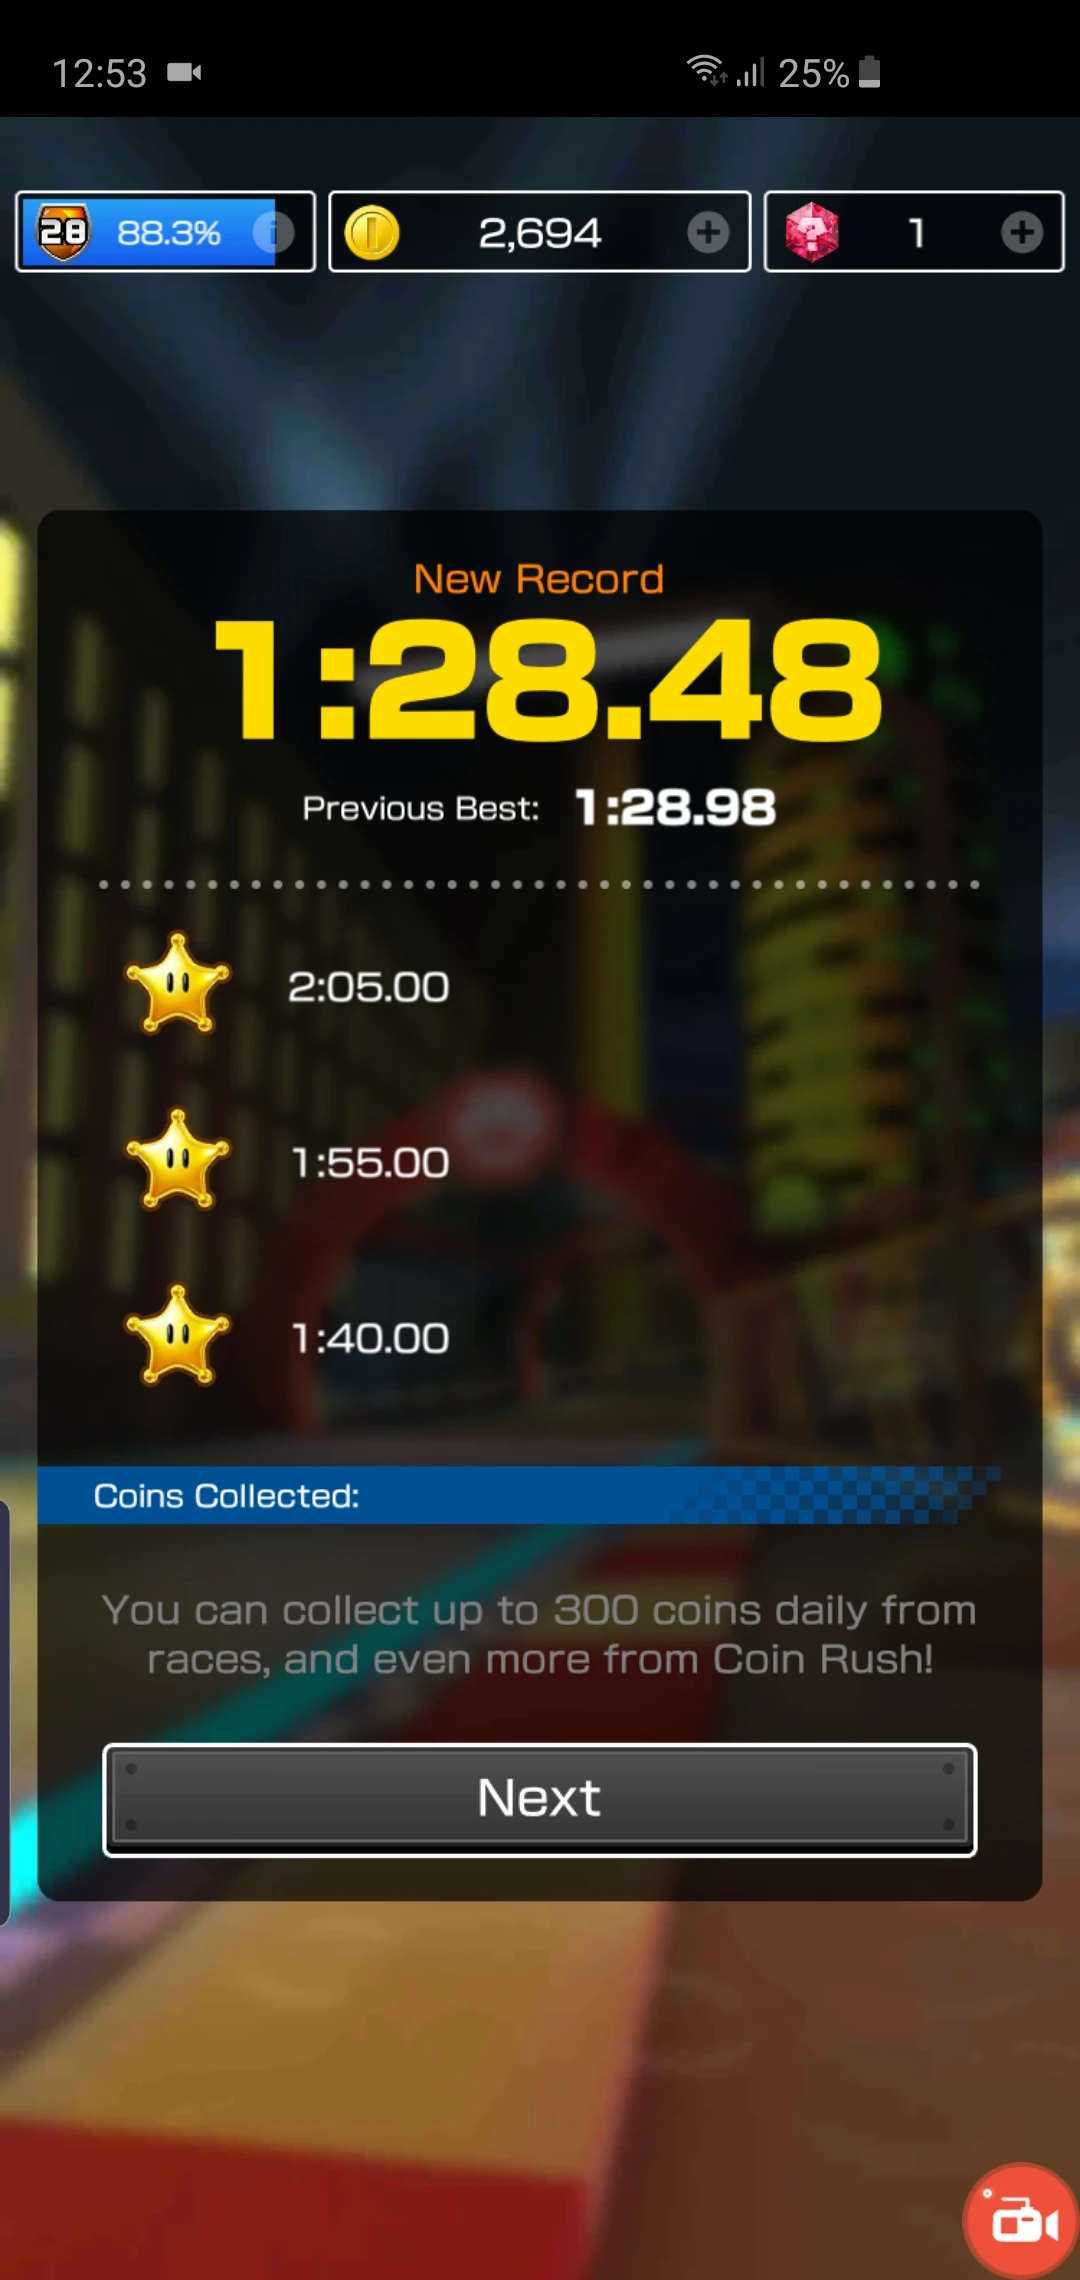 12:53
25%
28 88.3% i
2,694 +
? 1 +
New Record
1:28.48
Previous Best: 1:28.98
2:05.00
1:55.00
1:40.00
Coins Collected:
You can collect up to 300 coins daily from
races, and even more from Coin Rush!
Next